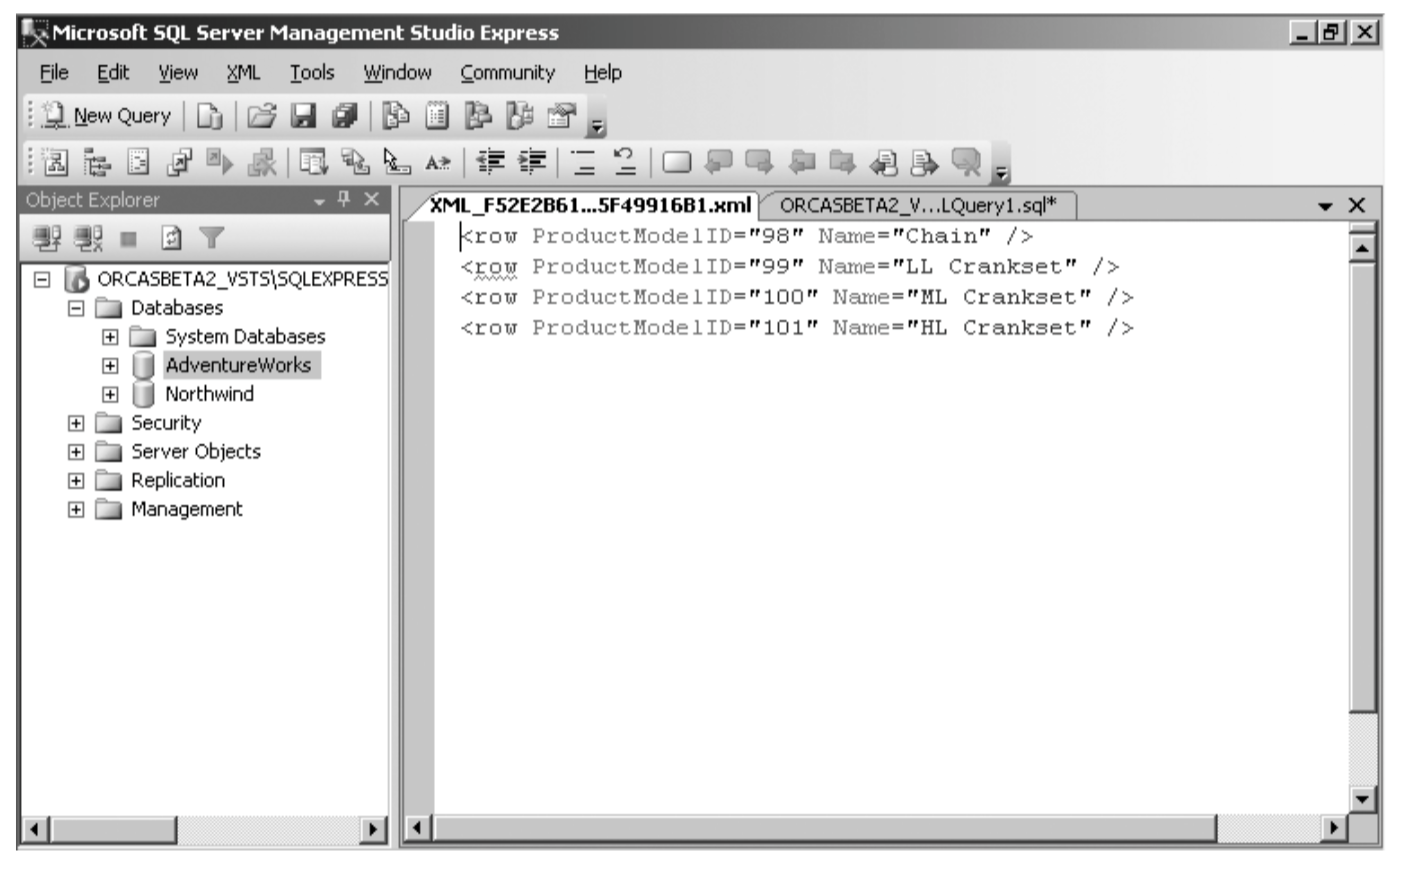 Microsoft SQL Server Management Studio Express
File Edit View XML Tools Window Community Help
New Query
Object Explorer
XML_F52E2B61...5F49916B1.xml
ORCASBETA2_V...LQuery1.sql*
ORCASBETA2_VSTS\SQLEXPRESS
Databases
System Databases
AdventureWorks
Northwind
Security
Server Objects
Replication
Management
<row ProductModelID="98" Name="Chain" />
<row ProductModelID="99" Name="LL Crankset" />
<row ProductModelID="100" Name="ML Crankset" />
<row ProductModelID="101" Name="HL Crankset" />